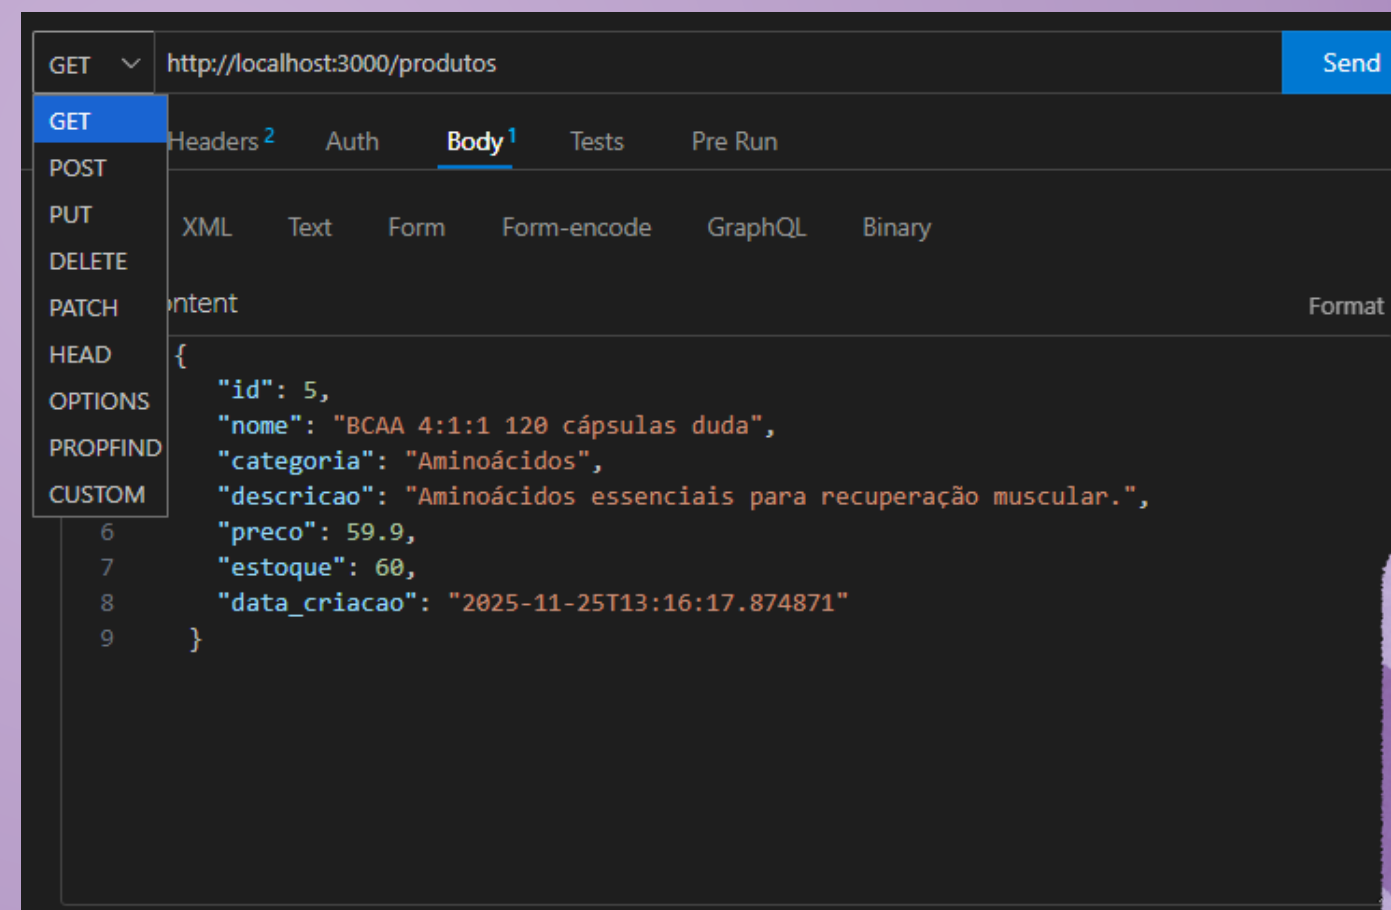 GET http://localhost:3000/produtos Send
GET
Headers 2 Auth Body 1 Tests Pre Run
POST
PUT
XML Text Form Form-encode GraphQL Binary
DELETE
PATCH
ntent Format
HEAD
{
OPTIONS
"id": 5,
"nome": "BCAA 4:1:1 120 cápsulas duda",
PROPFIND
"categoria": "Aminoácidos",
CUSTOM
"descricao": "Aminoácidos essenciais para recuperação muscular.",
6 "preco": 59.9,
7 "estoque": 60,
8 "data_criacao": "2025-11-25T13:16:17.874871"
9 }